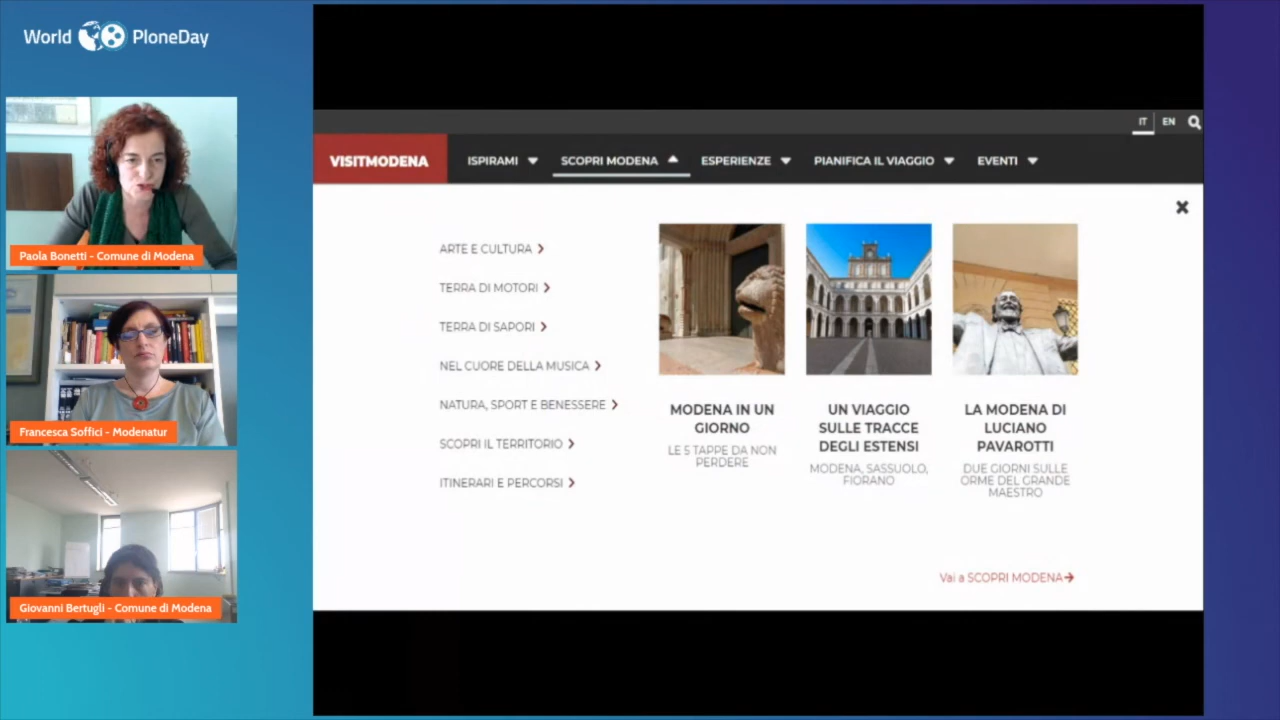 World PloneDay
Paola Bonetti - Comune di Modena
Francesca Soffici - Modenatur
Giovanni Bertugli - Comune di Modena
IT EN
VISITMODENA ISPIRAMI SCOPRI MODENA ESPERIENZE PIANIFICA IL VIAGGIO EVENTI
ARTE E CULTURA
TERRA DI MOTORI
TERRA DI SAPORI
NEL CUORE DELLA MUSICA
NATURA, SPORT E BENESSERE
SCOPRI IL TERRITORIO
ITINERARI E PERCORSI
MODENA IN UN
GIORNO
LE 5 TAPPE DA NON
PERDERE
UN VIAGGIO
SULLE TRACCE
DEGLI ESTENSI
MODENA, SASSUOLO,
FIORANO
LA MODENA DI
LUCIANO
PAVAROTTI
DUE GIORNI SULLE
ORME DEL GRANDE
MAESTRO
Vai a SCOPRI MODENA